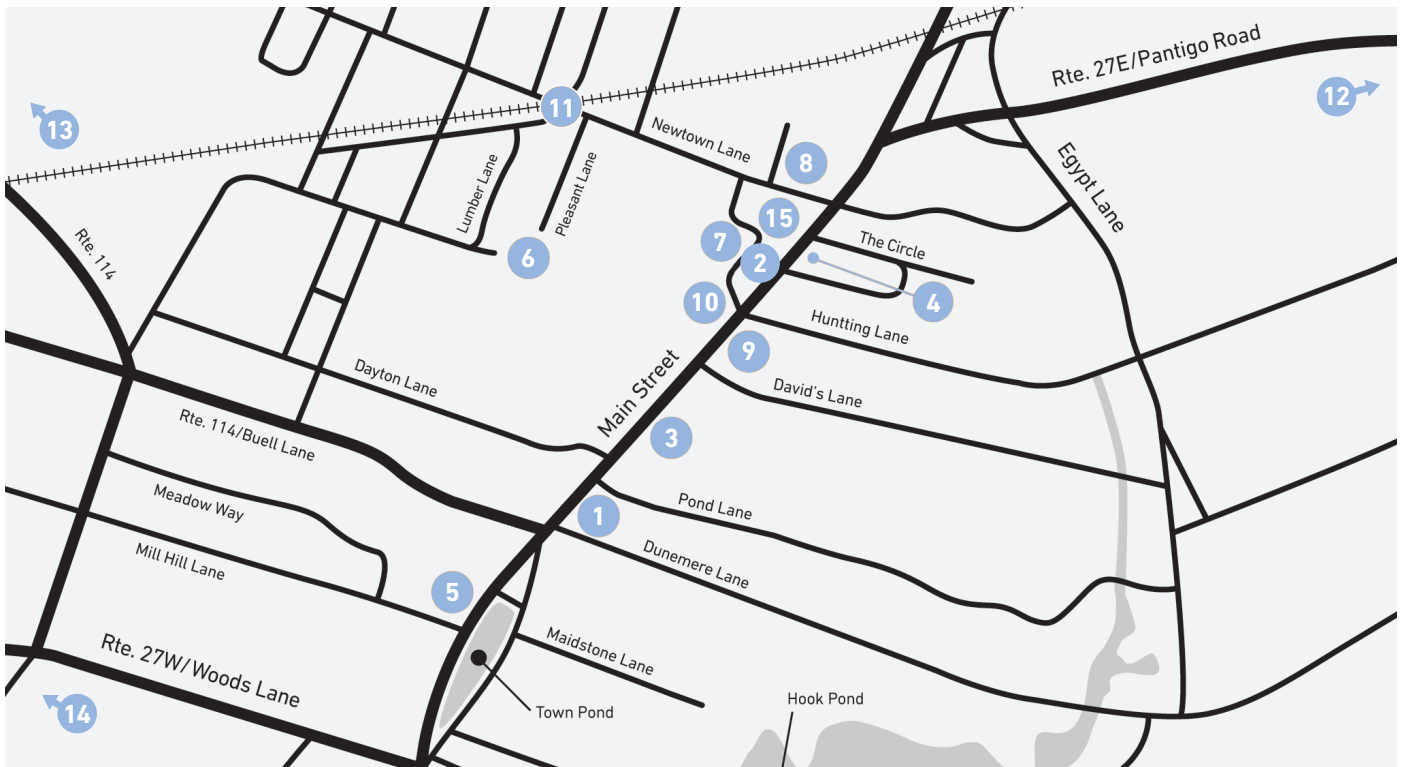 Rte. 27E/Pantigo Road
12
11
13
Newtown Lane
8
Egypt Lane
Lumber Lane
Pleasant Lane
15
7
The Circle
2
6
Rte. 114
4
10
Huntting Lane
9
Main Street
Dayton Lane
David's Lane
3
Rte. 114/Buell Lane
Meadow Way
Pond Lane
1
Mill Hill Lane
Dunemere Lane
5
Maidstone Lane
Rte. 27W/Woods Lane
Hook Pond
14
Town Pond